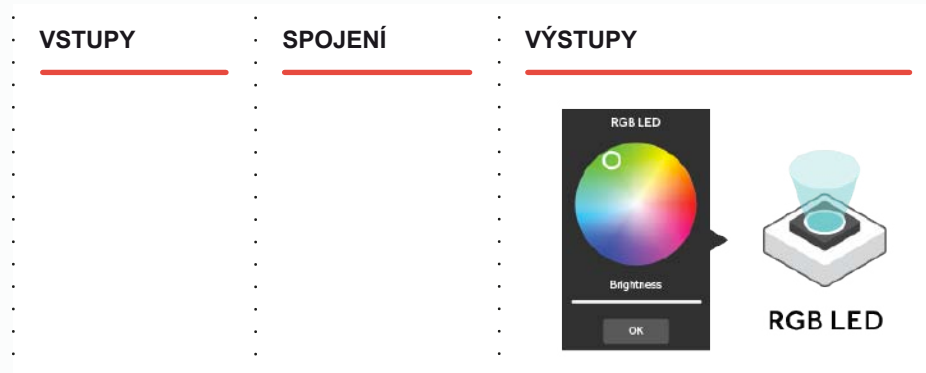 VSTUPY
SPOJENÍ
VÝSTUPY
RGB LED
Brightness
OK
RGB LED